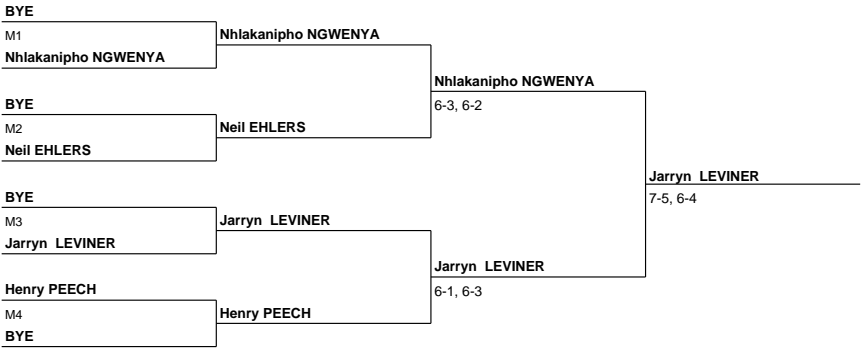 BYE
M1
Nhlakanipho NGWENYA
BYE
M2
Neil EHLERS
BYE
M3
Jarryn LEVINER
Henry PEECH
M4
BYE
Nhlakanipho NGWENYA
Neil EHLERS
Jarryn LEVINER
Henry PEECH
Nhlakanipho NGWENYA
6-3, 6-2
Jarryn LEVINER
6-1, 6-3
Jarryn LEVINER
7-5, 6-4